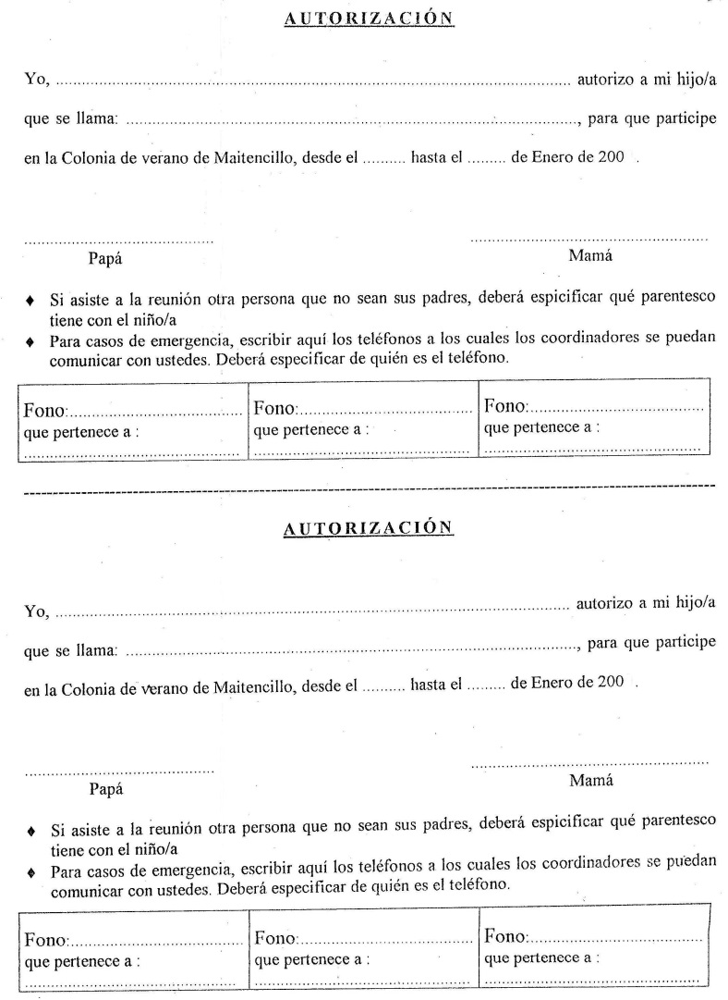 AUTORIZACIÓN
Yo, ........................................................................................................................ autorizo a mi hijo/a
que se llama: ........................................................................................................., para que participe
en la Colonia de verano de Maitencillo, desde el .......... hasta el ......... de Enero de 200 .
............................................ .......................................................
Papá Mamá
♦ Si asiste a la reunión otra persona que no sean sus padres, deberá espicificar qué parentesco
tiene con el niño/a
♦ Para casos de emergencia, escribir aquí los teléfonos a los cuales los coordinadores se puedan
comunicar con ustedes. Deberá especificar de quién es el teléfono.
Fono:........................................ Fono:........................................ Fono:........................................
que pertenece a : que pertenece a : que pertenece a :
.................................................. .................................................. ..................................................
AUTORIZACIÓN
Yo, ........................................................................................................................ autorizo a mi hijo/a
que se llama: ........................................................................................................., para que participe
en la Colonia de verano de Maitencillo, desde el .......... hasta el ......... de Enero de 200 .
............................................ .......................................................
Papá Mamá
♦ Si asiste a la reunión otra persona que no sean sus padres, deberá espicificar qué parentesco
tiene con el niño/a
♦ Para casos de emergencia, escribir aquí los teléfonos a los cuales los coordinadores se puedan
comunicar con ustedes. Deberá especificar de quién es el teléfono.
Fono:........................................ Fono:........................................ Fono:........................................
que pertenece a : que pertenece a : que pertenece a :
.................................................. .................................................. ..................................................